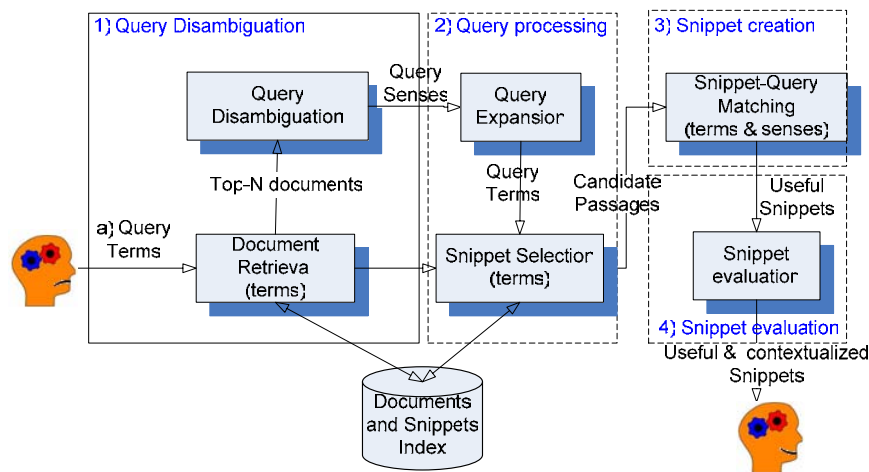 1) Query Disambiguation
Query
Disambiguation
Top-N documents
a) Query
Terms
Document
Retrieva
(terms)
Query
Senses
2) Query processing
Query
Expansion
Query
Terms
Snippet Selection
(terms)
Candidate
Passages
3) Snippet creation
Snippet-Query
Matching
(terms & senses)
Useful
Snippets
Snippet
evaluation
4) Snippet evaluation
Useful & contextualized
Snippets
Documents
and Snippets
Index